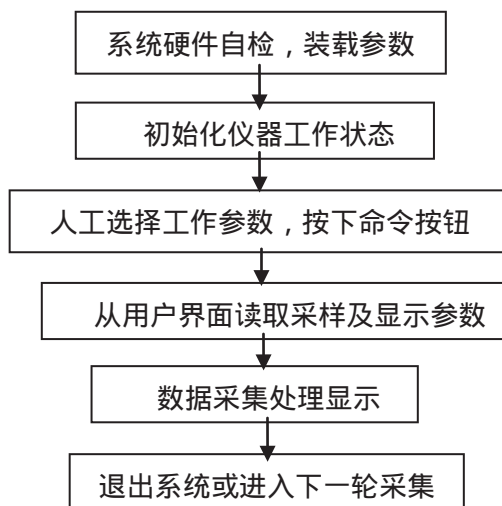 系统硬件自检，装载参数
初始化仪器工作状态
人工选择工作参数，按下命令按钮
从用户界面读取采样及显示参数
数据采集处理显示
退出系统或进入下一轮采集